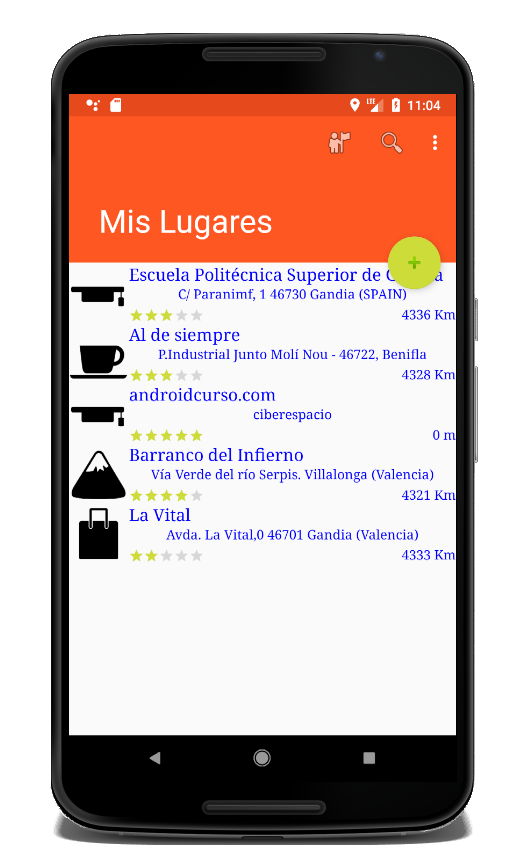 LTE 11:04
Mis Lugares
Escuela Politécnica Superior de
C/ Paranimf, 1 46730 Gandia (SPAIN)
4336 Km
Al de siempre
P.Industrial Junto Molí Nou - 46722, Benifla
4328 Km
androidcurso.com
ciberespacio
0 m
Barranco del Infierno
Vía Verde del río Serpis. Villalonga (Valencia)
4321 Km
La Vital
Avda. La Vital,0 46701 Gandia (Valencia)
4333 Km